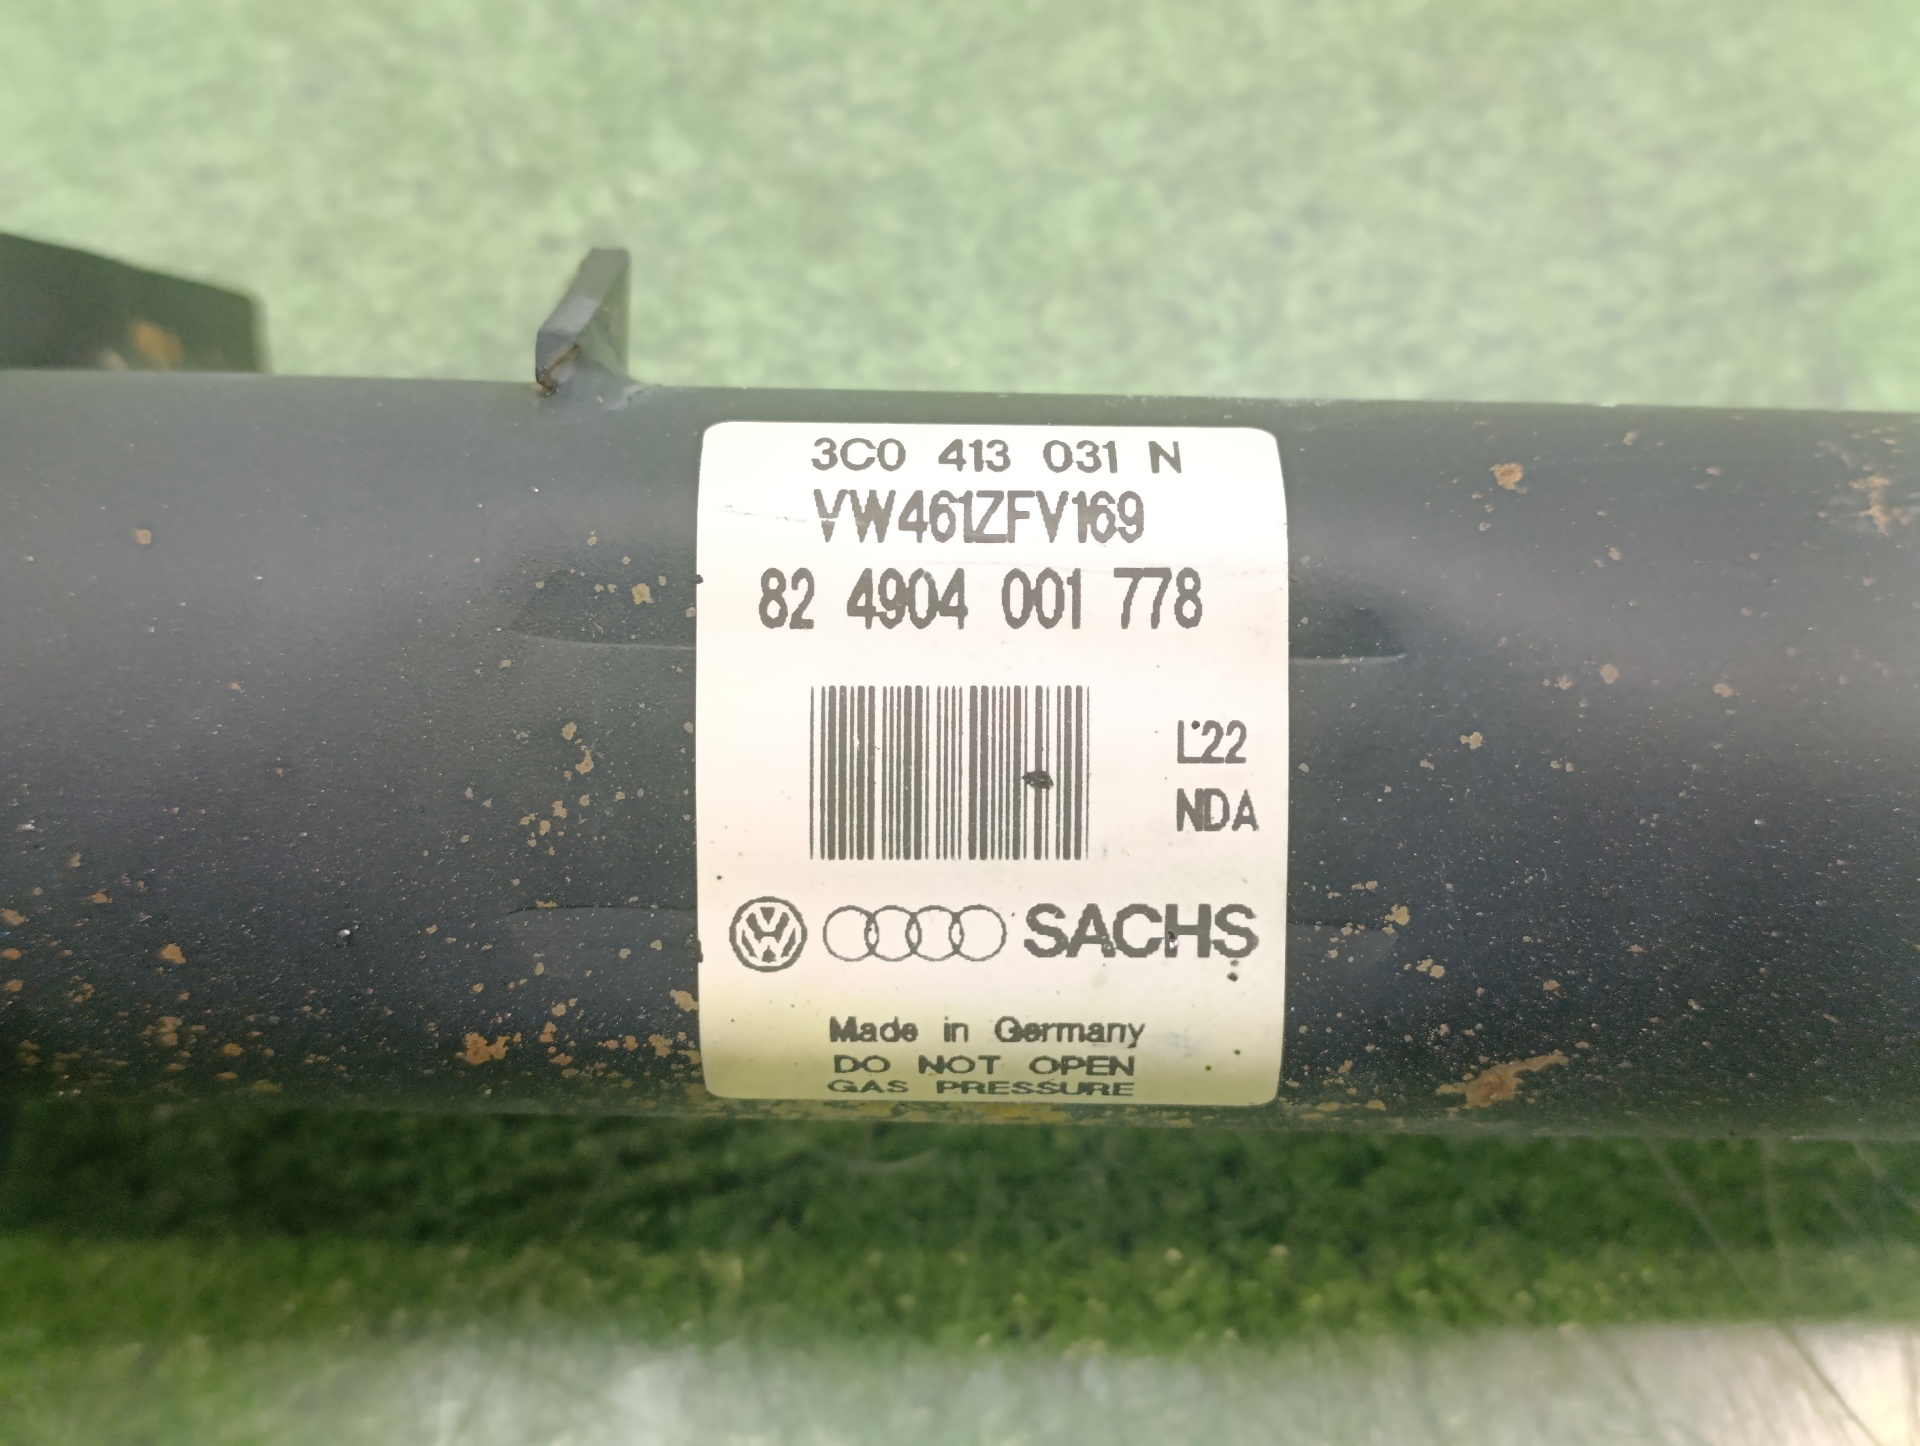 3C0 413 031 N
VW461ZFV169
82 4904 001 778
L22
NDA
SACHS
Made in Germany
DO NOT OPEN
GAS PRESSURE